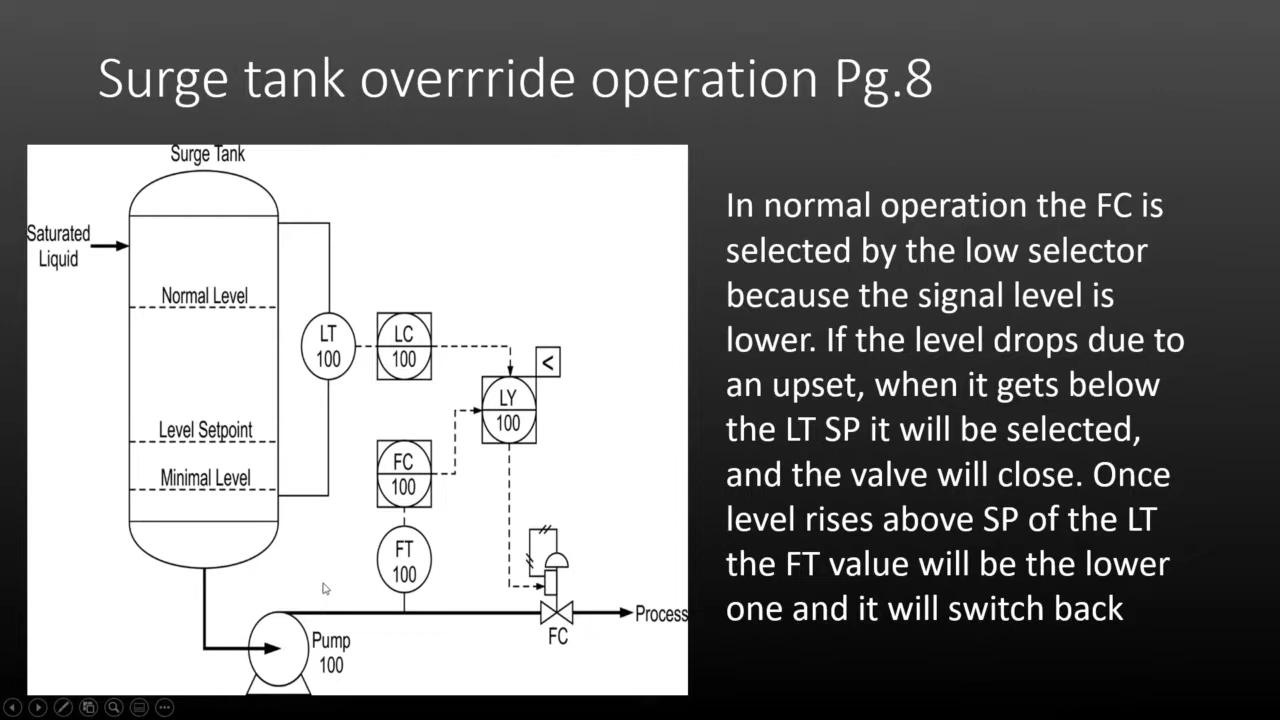 Surge tank overrride operation Pg.8
Surge Tank
Saturated
Liquid
Normal Level
LT
100
LC
100
<
LY
100
Level Setpoint
Minimal Level
FC
100
FT
100
Pump
100
Process
FC
In normal operation the FC is
selected by the low selector
because the signal level is
lower. If the level drops due to
an upset, when it gets below
the LT SP it will be selected,
and the valve will close. Once
level rises above SP of the LT
the FT value will be the lower
one and it will switch back